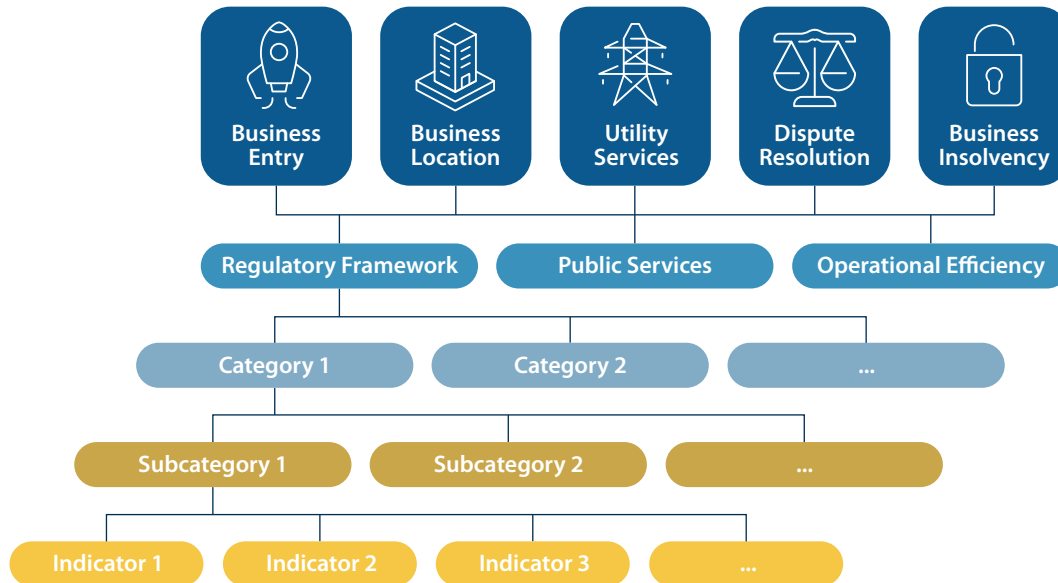 Business
Entry
Business
Location
Utility
Services
Dispute
Resolution
Business
Insolvency
Regulatory Framework
Public Services
Operational Efficiency
Category 1
Category 2
...
Subcategory 1
Subcategory 2
...
Indicator 1
Indicator 2
Indicator 3
...